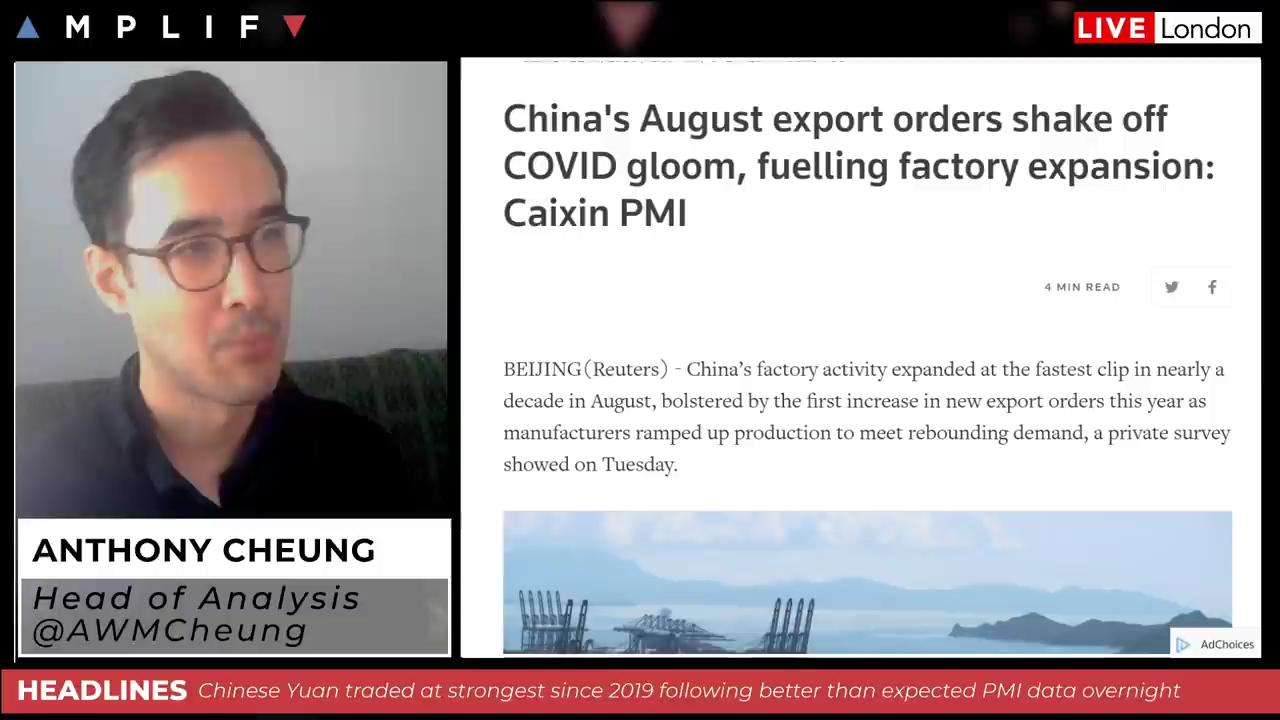 AMPLIFY
LIVE London
China's August export orders shake off
COVID gloom, fuelling factory expansion:
Caixin PMI
4 MIN READ
BEIJING (Reuters) - China’s factory activity expanded at the fastest clip in nearly a
decade in August, bolstered by the first increase in new export orders this year as
manufacturers ramped up production to meet rebounding demand, a private survey
showed on Tuesday.
AdChoices
ANTHONY CHEUNG
Head of Analysis
@AWMCheung
HEADLINES Chinese Yuan traded at strongest since 2019 following better than expected PMI data overnight